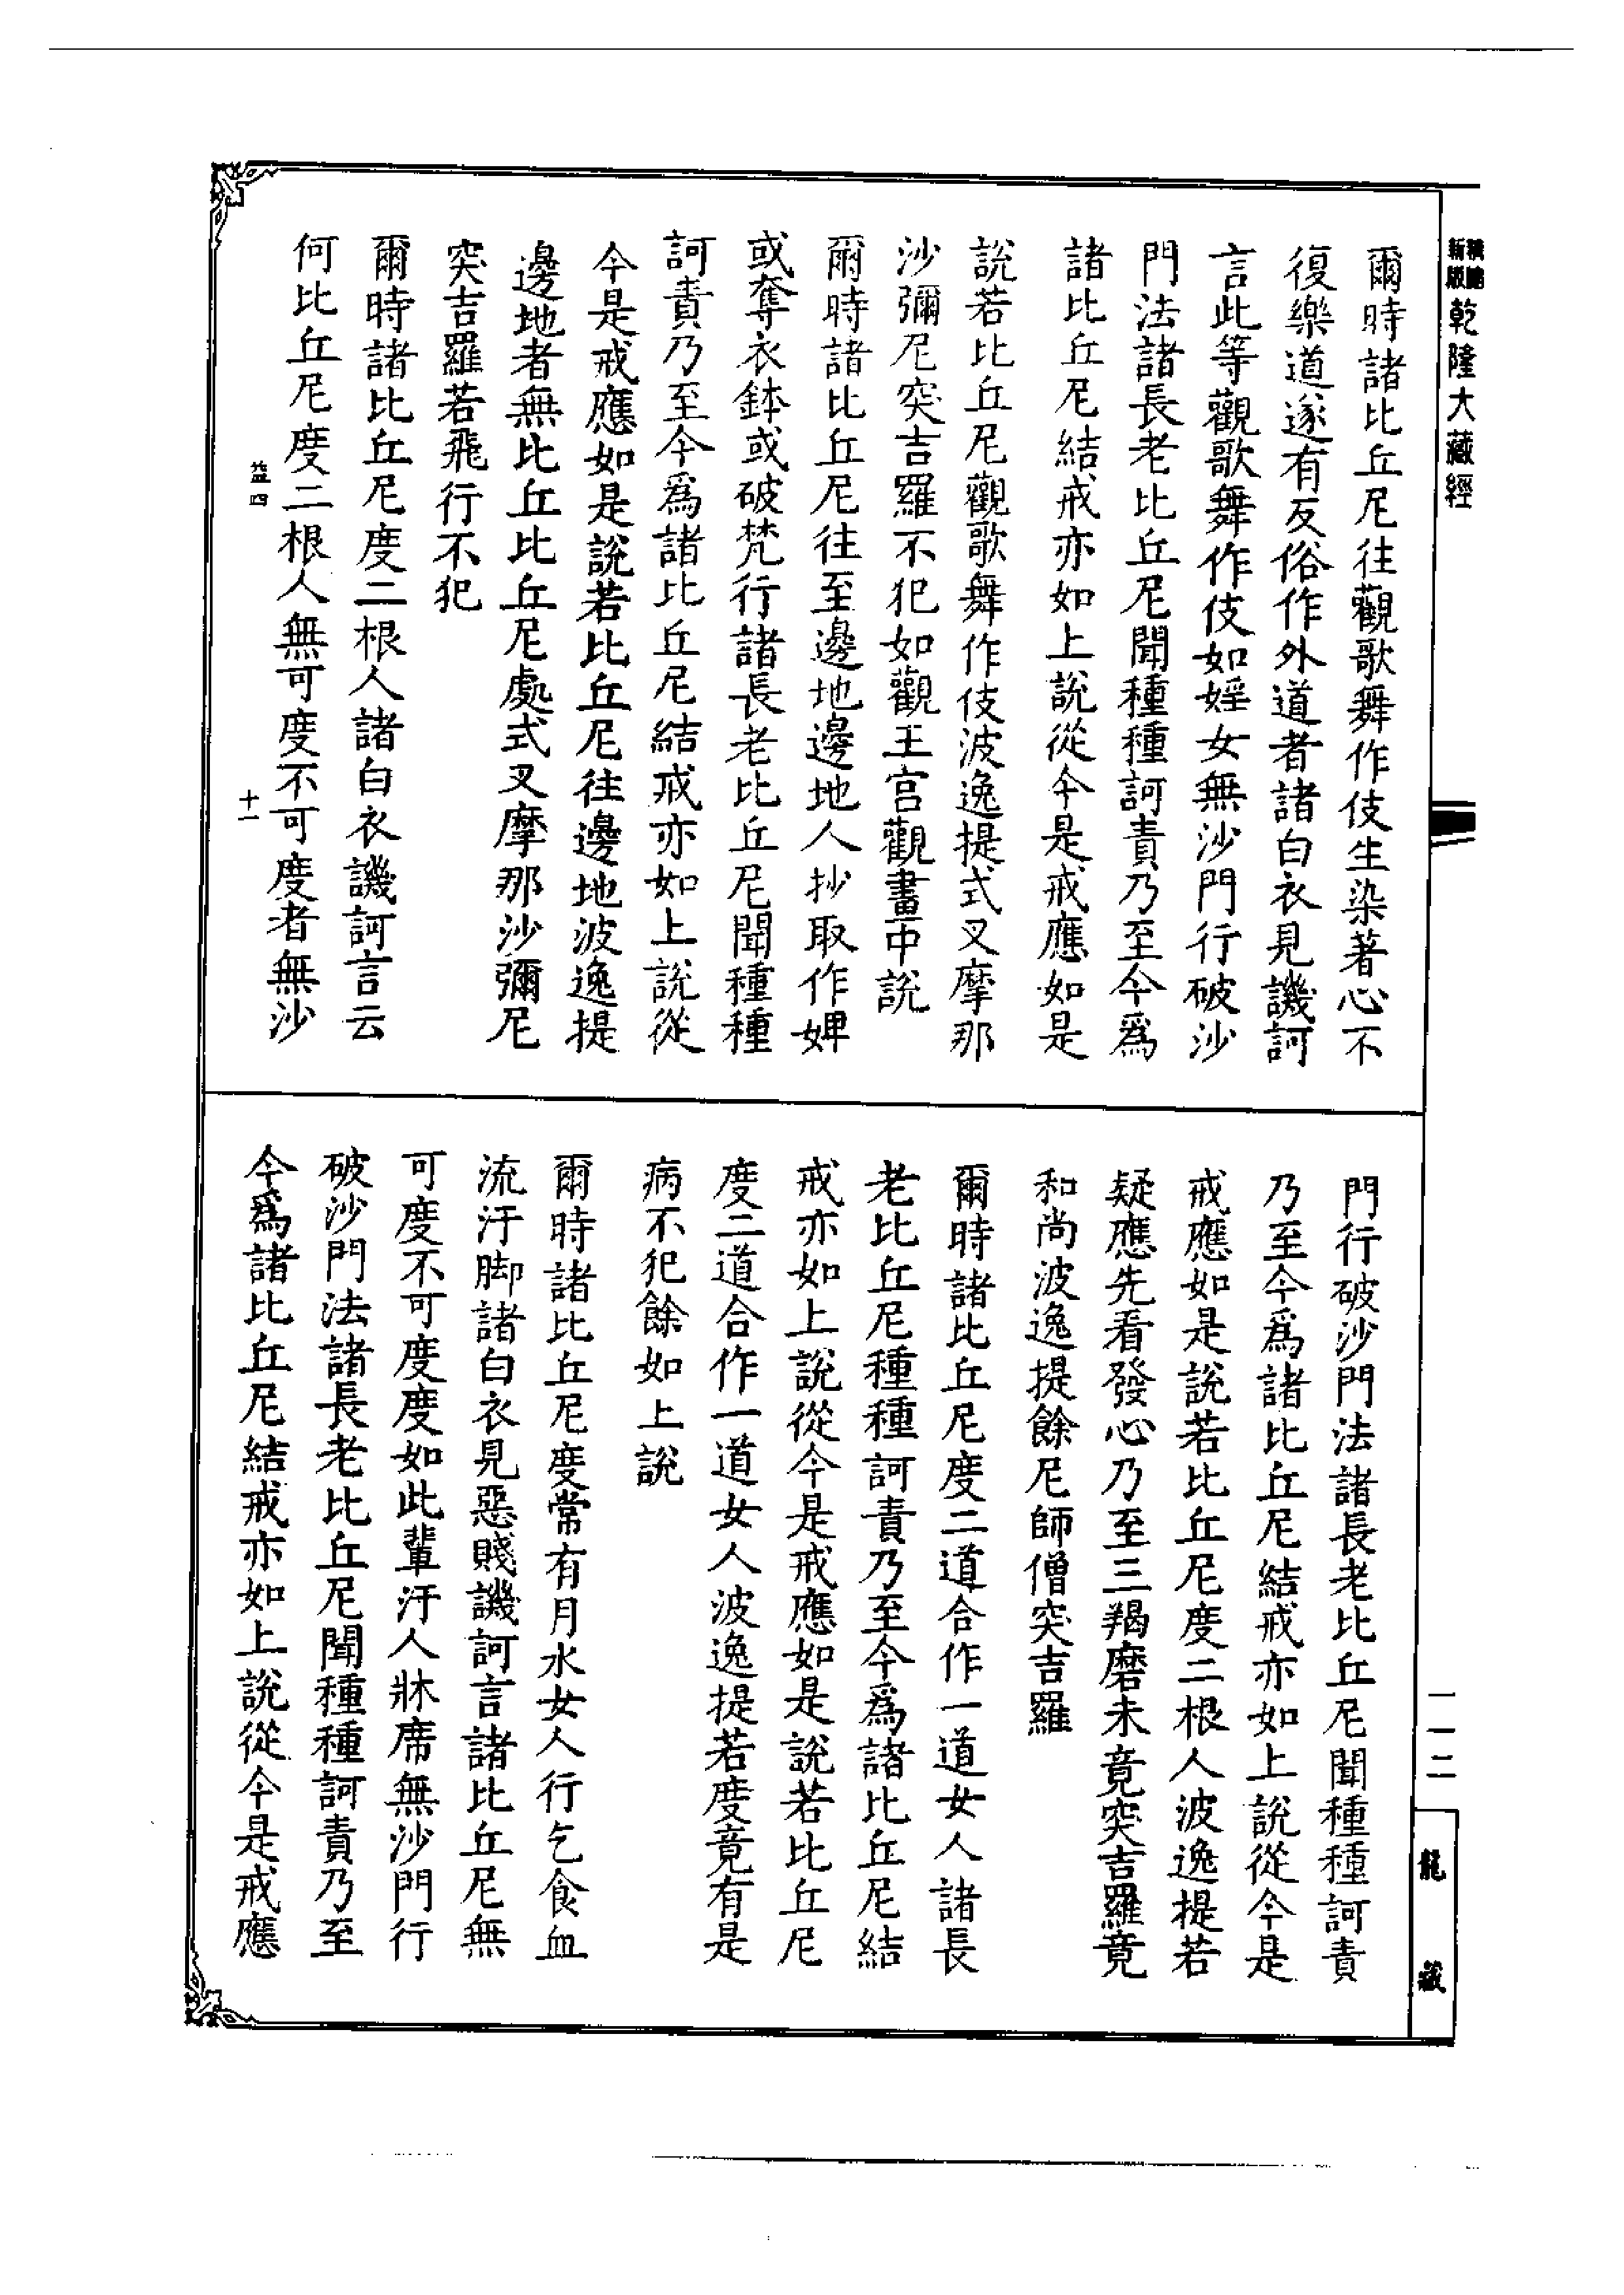 新版
乾隆大藏經
爾時諸比丘尼往觀歌舞作伎生染著心不
復樂道遂有反俗作外道者諸白衣見譏訶
言此等觀歌舞作伎如婬女無沙門行破沙
門法諸長老比丘尼聞種種訶責乃至今爲
諸比丘尼結戒亦如上說從今是戒應如是
說若比丘尼觀歌舞作伎波逸提式叉摩那
沙彌尼突吉羅不犯如觀王宮觀畫中說
爾時諸比丘尼往至邊地邊地人抄取作婢
或奪衣鉢或破梵行諸長老比丘尼聞種種
訶責乃至今爲諸比丘尼結戒亦如上說從
今是戒應如是說若比丘尼往邊地波逸提
邊地者無比丘比丘尼處式叉摩那沙彌尼
突吉羅若飛行不犯
爾時諸比丘尼度二根人諸白衣譏訶言云
何比丘尼度二根人無可度不可度者無沙
益四
十一
門行破沙門法諸長老比丘尼聞種種訶責
乃至今爲諸比丘尼結戒亦如上說從今是
戒應如是說若比丘尼度二根人波逸提若
疑應先看發心乃至三羯磨未竟突吉羅竟
和尚波逸提餘尼師僧突吉羅
爾時諸比丘尼度二道合作一道女人諸長
老比丘尼種種訶責乃至今爲諸比丘尼結
戒亦如上說從今是戒應如是說若比丘尼
度二道合作一道女人波逸提若度竟有是
病不犯餘如上說
爾時諸比丘尼度常有月水女人行乞食血
流汙脚諸白衣見惡賤譏訶言諸比丘尼無
可度不可度度如此輩汙人牀席無沙門行
破沙門法諸長老比丘尼聞種種訶責乃至
今爲諸比丘尼結戒亦如上說從今是戒應
一一二
龍藏